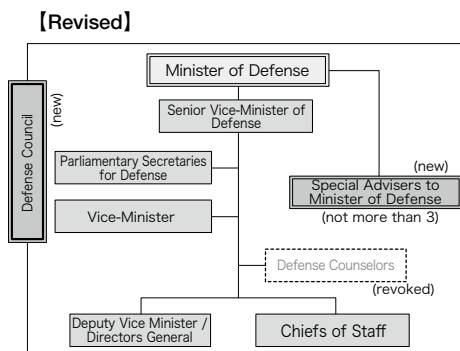 【Revised】
Minister of Defense
Defense Council
(new)
Senior Vice-Minister of
Defense
Parliamentary Secretaries
for Defense
(new)
Special Advisers to
Minister of Defense
(not more than 3)
Vice-Minister
Defense Counselors
(revoked)
Deputy Vice Minister /
Directors General
Chiefs of Staff